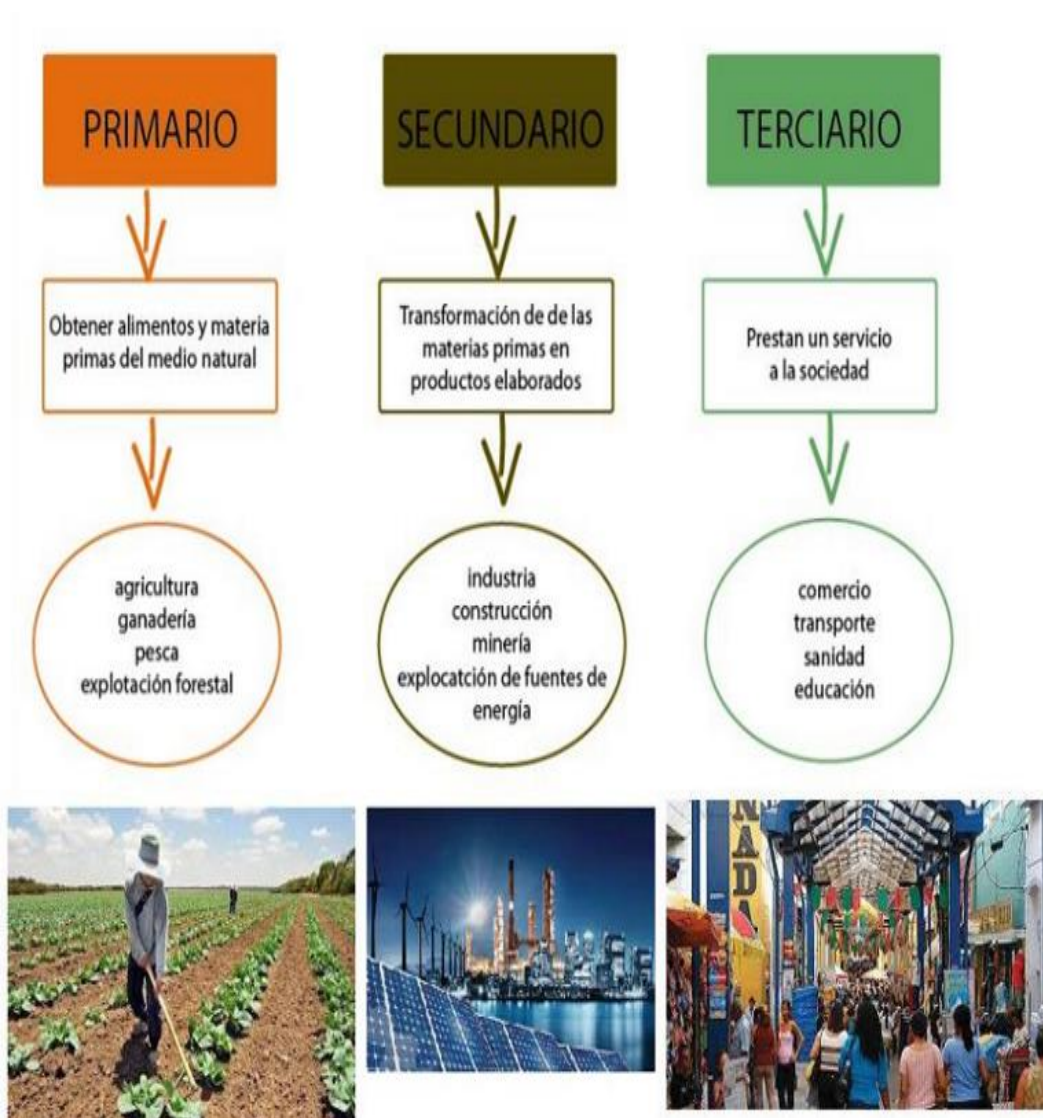 PRIMARIO
Obtener alimentos y materia
primas del medio natural
agricultura
ganadería
pesca
explotación forestal
SECUNDARIO
Transformación de de las
materias primas en
productos elaborados
industria
construcción
minería
explocatción de fuentes de
energía
TERCIARIO
Prestan un servicio
a la sociedad
comercio
transporte
sanidad
educación
NADA